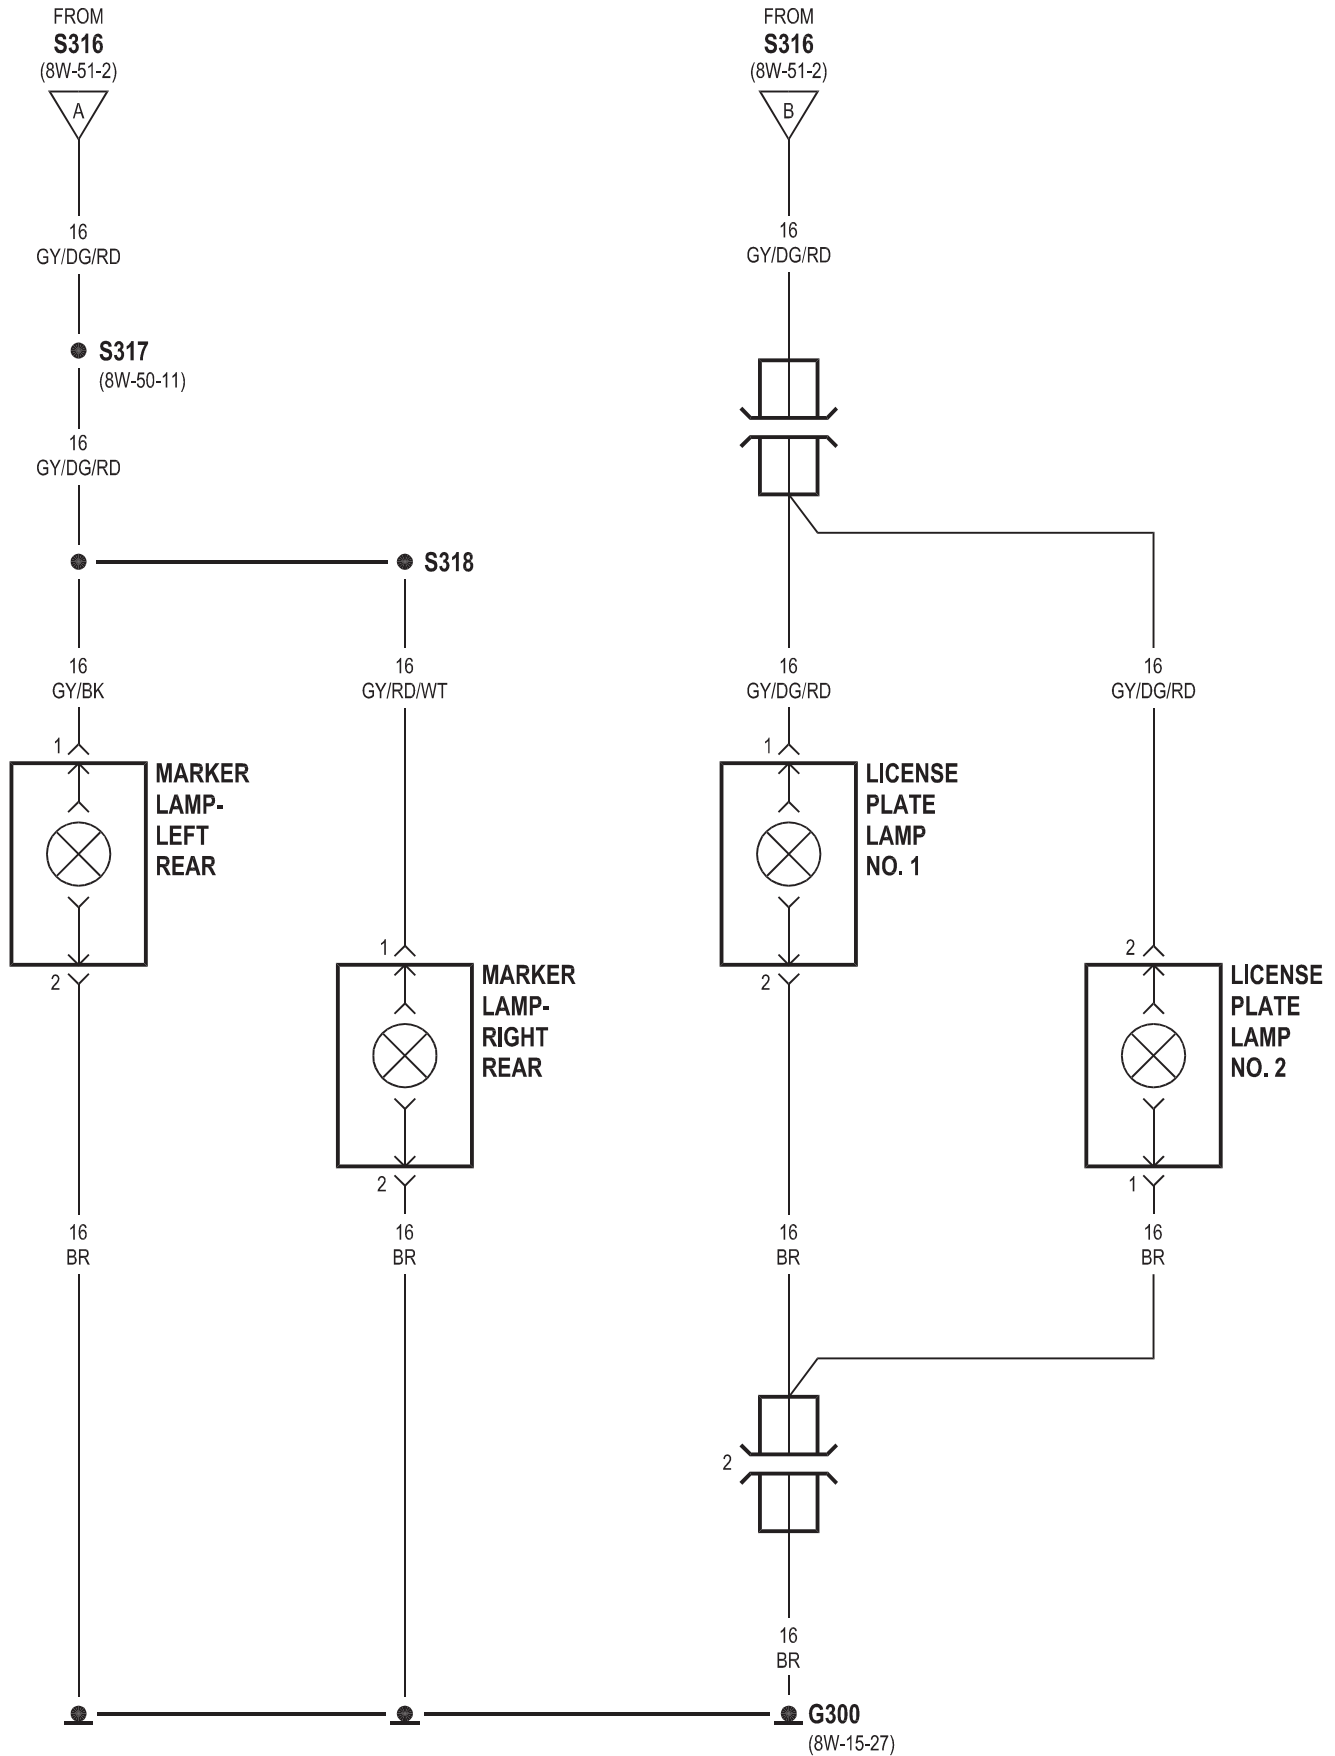 FROM
S316
(8W-51-2)
A
16
GY/DG/RD
S317
(8W-50-11)
16
GY/DG/RD
S318
16
GY/BK
16
GY/RD/WT
1
MARKER
LAMP-
LEFT
REAR
2
1
MARKER
LAMP-
RIGHT
REAR
2
16
BR
16
BR
FROM
S316
(8W-51-2)
B
16
GY/DG/RD
16
GY/DG/RD
16
GY/DG/RD
1
LICENSE
PLATE
LAMP
NO. 1
2
2
LICENSE
PLATE
LAMP
NO. 2
1
16
BR
16
BR
2
16
BR
G300
(8W-15-27)